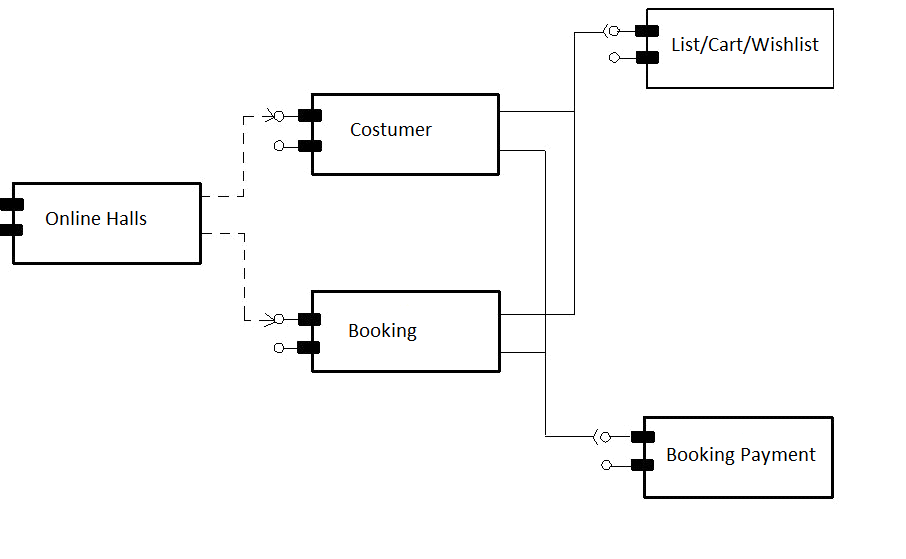 List/Cart/Wishlist
Costumer
Online Halls
Booking
Booking Payment